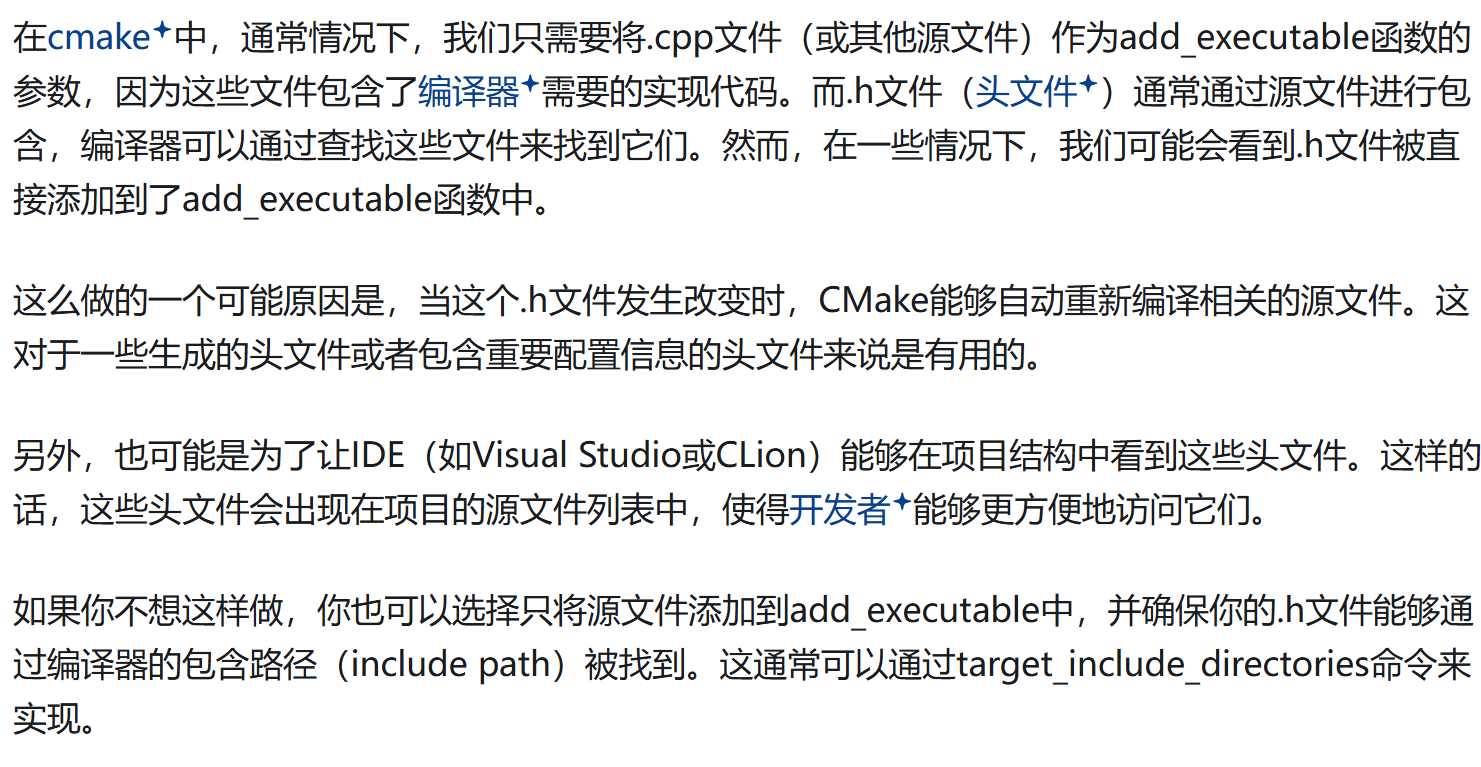 在cmake中，通常情况下，我们只需要将.cpp文件（或其他源文件）作为add_executable函数的
参数，因为这些文件包含了编译器需要的实现代码。而.h文件（头文件）通常通过源文件进行包
含，编译器可以通过查找这些文件来找到它们。然而，在一些情况下，我们可能会看到.h文件被直
接添加到了add_executable函数中。
这么做的一个可能原因是，当这个.h文件发生改变时，CMake能够自动重新编译相关的源文件。这
对于一些生成的头文件或者包含重要配置信息的头文件来说是有用的。
另外，也可能是为了让IDE（如Visual Studio或CLion）能够在项目结构中看到这些头文件。这样的
话，这些头文件会出现在项目的源文件列表中，使得开发者能够更方便地访问它们。
如果你不想这样做，你也可以选择只将源文件添加到add_executable中，并确保你的.h文件能够通
过编译器的包含路径（include path）被找到。这通常可以通过target_include_directories命令来
实现。